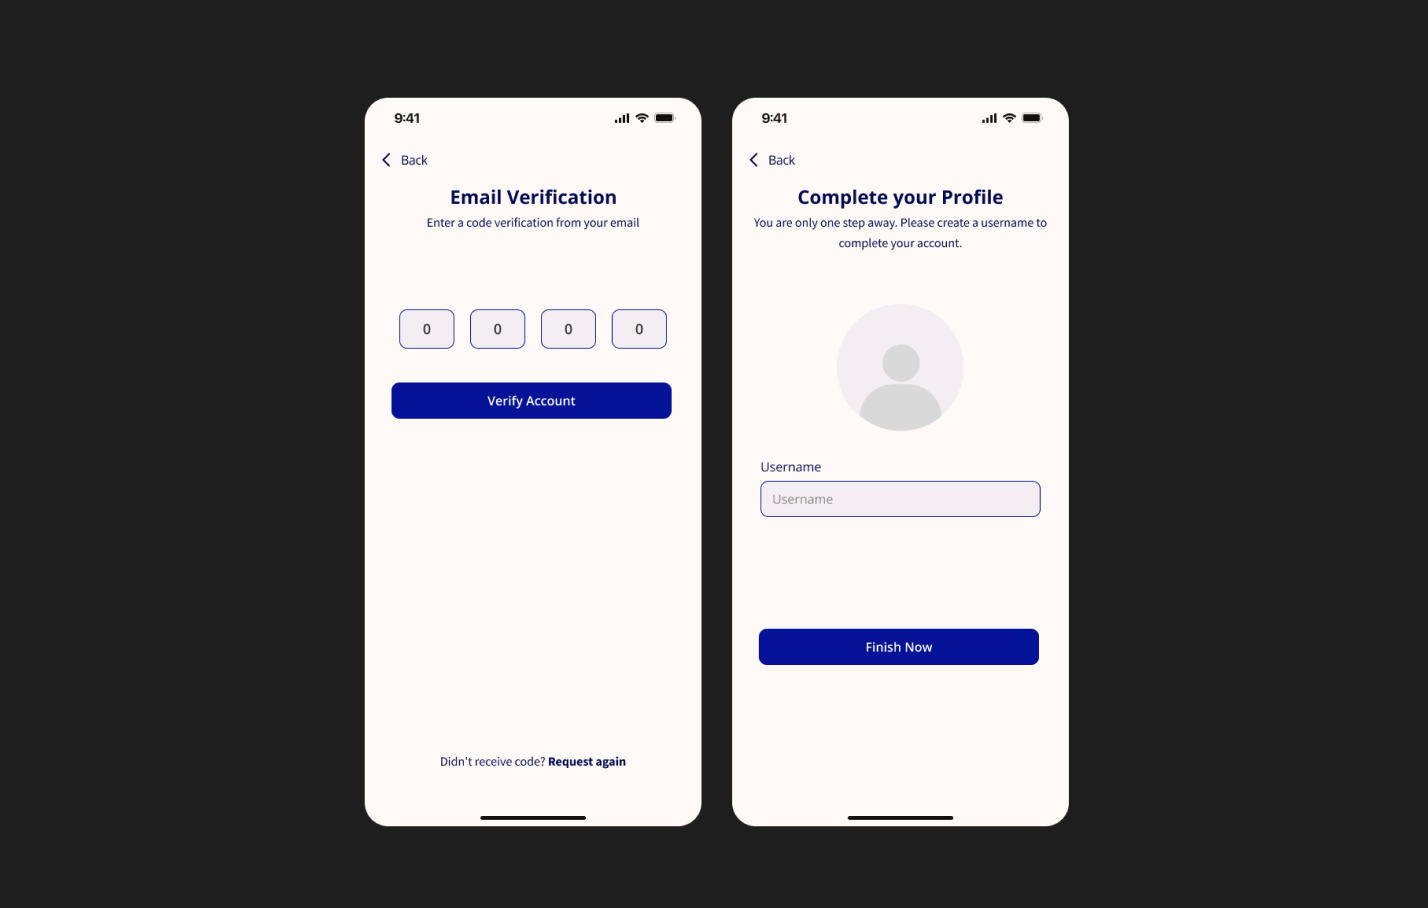 9:41
Back
Email Verification
Enter a code verification from your email
0 0 0 0
Verify Account
Didn't receive code? Request again
9:41
Back
Complete your Profile
You are only one step away. Please create a username to
complete your account.
Username
Username
Finish Now